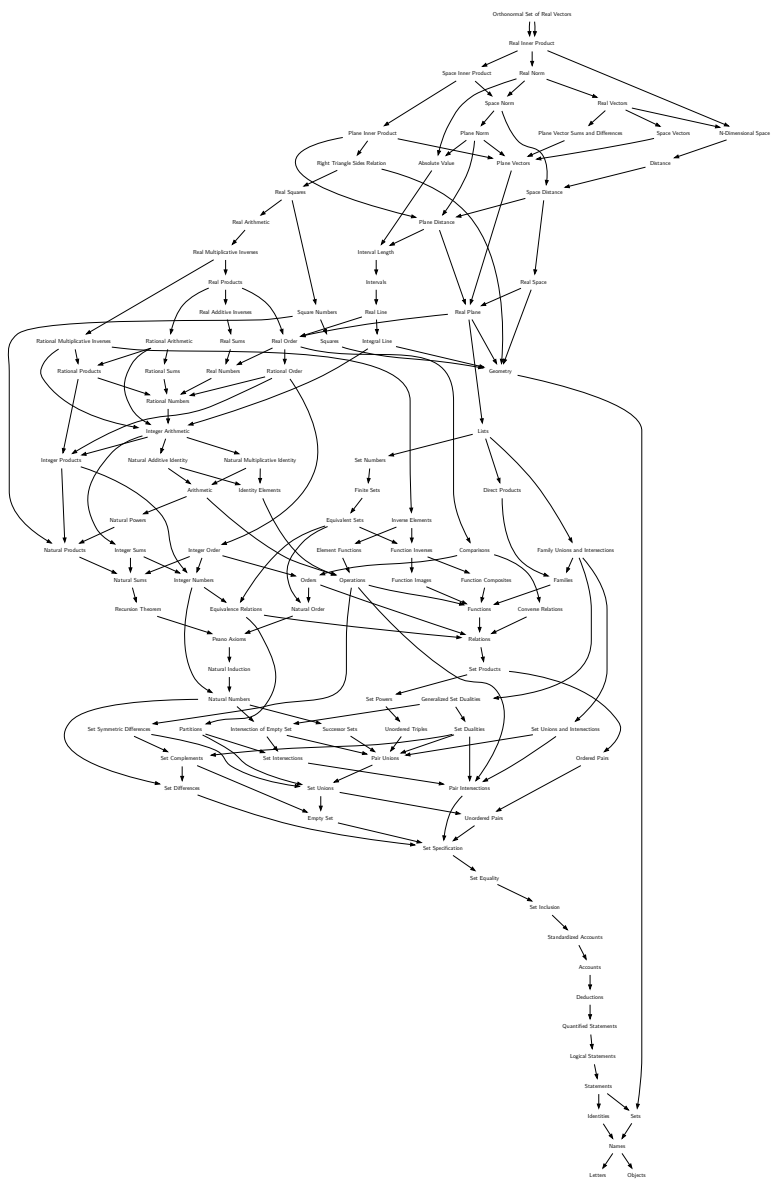 Orthonormal Set of Real Vectors
Real Inner Product
Space Inner Product
Real Norm
Space Norm
Real Vectors
Plane Inner Product
Plane Norm
Plane Vector Sums and Differences
Space Vectors
N-Dimensional Space
Right Triangle Sides Relation
Absolute Value
Plane Vectors
Distance
Real Squares
Space Distance
Real Arithmetic
Plane Distance
Real Multiplicative Inverses
Interval Length
Real Products
Intervals
Real Space
Real Additive Inverses
Square Numbers
Real Line
Real Plane
Rational Multiplicative Inverses
Rational Arithmetic
Real Sums
Real Order
Squares
Integral Line
Rational Products
Rational Sums
Real Numbers
Rational Order
Geometry
Rational Numbers
Integer Arithmetic
Lists
Integer Products
Natural Additive Identity
Natural Multiplicative Identity
Set Numbers
Arithmetic
Identity Elements
Finite Sets
Direct Products
Natural Powers
Equivalent Sets
Inverse Elements
Natural Products
Integer Sums
Integer Order
Element Functions
Function Inverses
Comparisons
Family Unions and Intersections
Natural Sums
Integer Numbers
Orders
Operations
Function Images
Function Composites
Families
Recursion Theorem
Equivalence Relations
Natural Order
Functions
Converse Relations
Peano Axioms
Relations
Natural Induction
Set Products
Natural Numbers
Set Powers
Generalized Set Dualities
Set Symmetric Differences
Partitions
Intersection of Empty Set
Successor Sets
Unordered Triples
Set Dualities
Set Unions and Intersections
Set Complements
Set Intersections
Pair Unions
Ordered Pairs
Set Differences
Set Unions
Pair Intersections
Empty Set
Unordered Pairs
Set Specification
Set Equality
Set Inclusion
Standardized Accounts
Accounts
Deductions
Quantified Statements
Logical Statements
Statements
Identities
Sets
Names
Letters
Objects